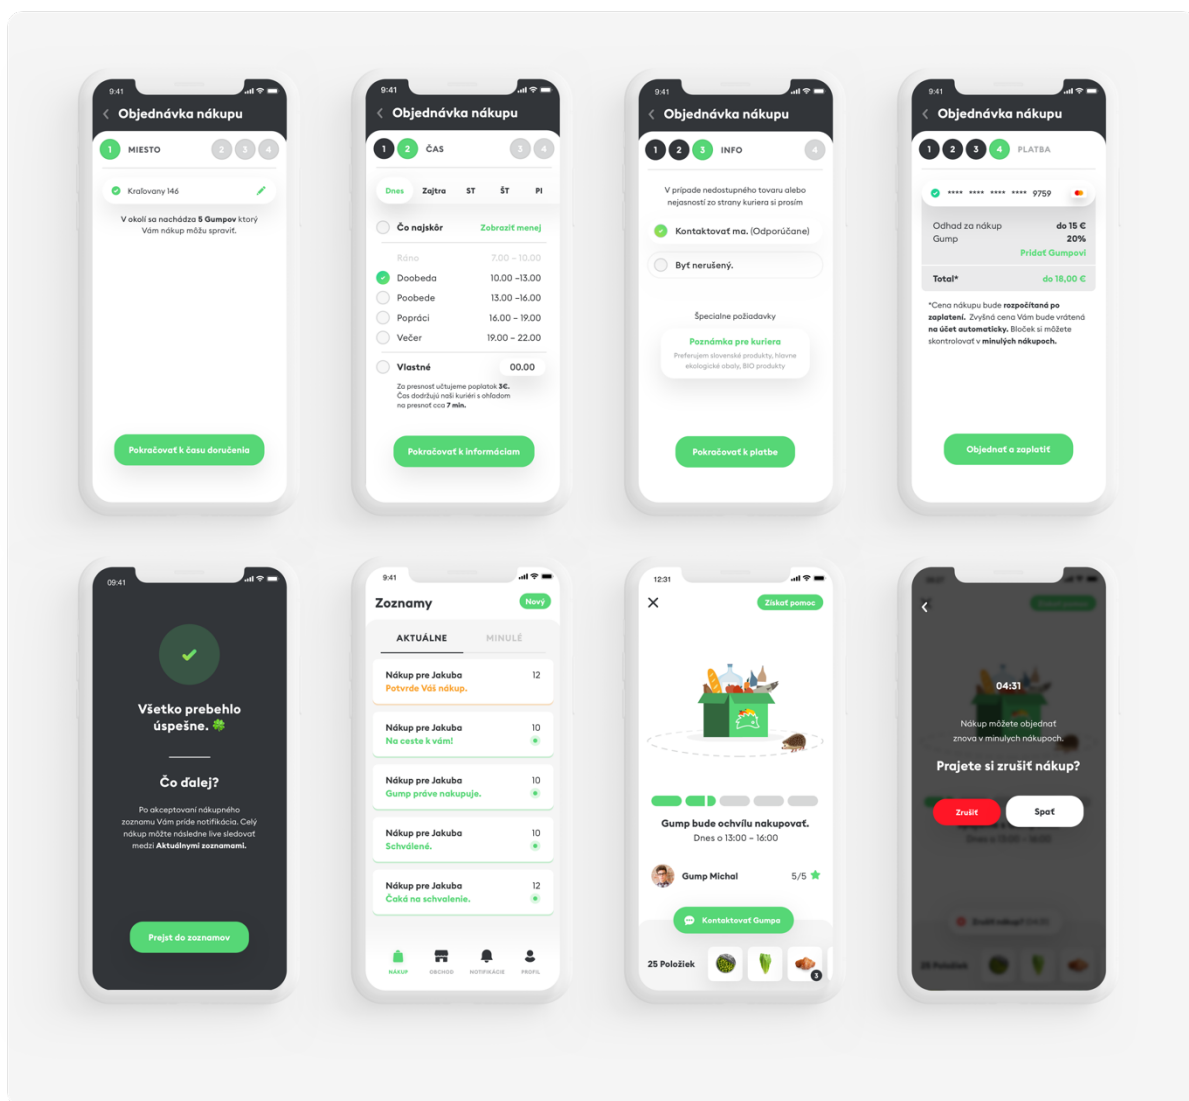 9:41
Objednávka nákupu
1 MIESTO 2 3 4
Kralovany 146
V okolí sa nachádza 5 Gumpov ktorý
Vám nákup môžu spraviť.
Pokračovať k času doručenia
9:41
Objednávka nákupu
1 2 ČAS 3 4
Dnes Zajtra ST ŠT PI
Čo najskôr Zobraziť menej
Ráno 7.00 – 10.00
Doobeda 10.00 –13.00
Poobede 13.00 –16.00
Popráci 16.00 – 19.00
Večer 19.00 – 22.00
Vlastné 00.00
Za presnosť učtujeme poplatok 3€.
Čas dodržujú naši kuriéri s ohľadom
na presnoť cca 7 min.
Pokračovať k informáciam
9:41
Objednávka nákupu
1 2 3 INFO 4
V prípade nedostupného tovaru alebo
nejasností zo strany kuriera si prosím
Kontaktovať ma. (Odporúčane)
Byť nerušený.
Špecialne požiadavky
Poznámka pre kuriera
Preferujem slovenské produkty, hlavne
ekologické obaly, BIO produkty
Pokračovať k platbe
9:41
Objednávka nákupu
1 2 3 4 PLATBA
**** **** **** **** 9759
Odhad za nákup do 15 €
Gump 20%
Pridať Gumpovi
Total* do 18,00 €
*Cena nákupu bude rozpočítaná po
zaplatení. Zvyšná cena Vám bude vrátená
na účet automaticky. Bloček si môžete
skontrolovať v minulých nákupoch.
Objednať a zaplatiť
09:41
Všetko prebehlo
úspešne.
Čo ďalej?
Po akceptovaní nákupného
zoznamu Vám pride notifikácia. Celý
nákup môžte následne live sledovať
medzi Aktuálnymi zoznamami.
Prejsť do zoznamov
9:41
Zoznamy Nový
AKTUÁLNE MINULÉ
Nákup pre Jakuba 12
Potvrde Váš nákup.
Nákup pre Jakuba 10
Na ceste k vám!
Nákup pre Jakuba 10
Gump práve nakupuje.
Nákup pre Jakuba 10
Schválené.
Nákup pre Jakuba 12
Čaká na schvalenie.
NÁKUP OBCHOD NOTIFIKÁCIE PROFIL
12:31
Získať pomoc
Gump bude ochvílu nakupovať.
Dnes o 13:00 – 16:00
Gump Michal 5/5
Kontaktovať Gumpa
25 Položiek
3
04:31
Nákup môžete objednať
znova v minulych nákupoch.
Prajete si zrušiť nákup?
Zrušiť Spať
25 Položiek